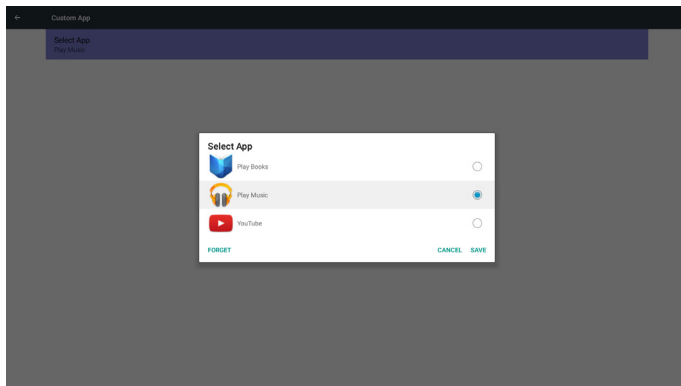 Custom App
Select App
Play Music
Select App
Play Books
Play Music
YouTube
FORGET CANCEL SAVE